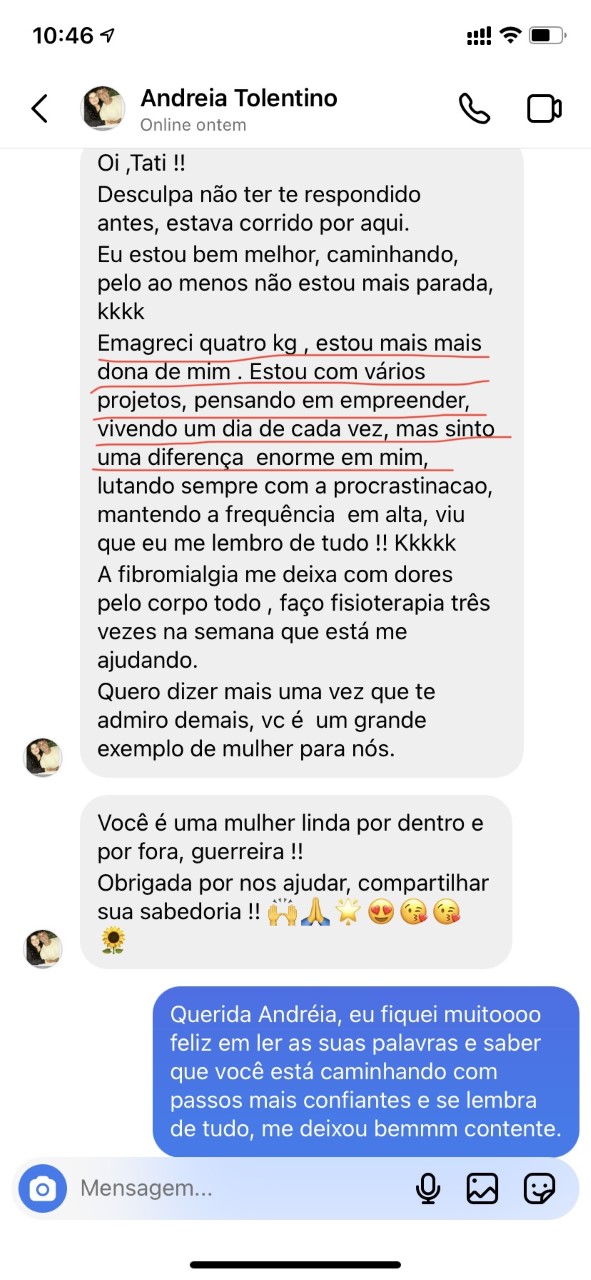 10:46
Andreia Tolentino
Online ontem
Oi ,Tati !!
Desculpa não ter te respondido
antes, estava corrido por aqui.
Eu estou bem melhor, caminhando,
pelo ao menos não estou mais parada,
kkkk
Emagreci quatro kg , estou mais mais
dona de mim . Estou com vários
projetos, pensando em empreender,
vivendo um dia de cada vez, mas sinto
uma diferença  enorme em mim,
lutando sempre com a procrastinacao,
mantendo a frequência  em alta, viu
que eu me lembro de tudo !! Kkkkk
A fibromialgia me deixa com dores
pelo corpo todo , faço fisioterapia três
vezes na semana que está me
ajudando.
Quero dizer mais uma vez que te
admiro demais, vc é  um grande
exemplo de mulher para nós.
Você é uma mulher linda por dentro e
por fora, guerreira !!
Obrigada por nos ajudar, compartilhar
sua sabedoria !! 🙌🙏🌟😍😘😘
🌻
Querida Andréia, eu fiquei muitoooo
feliz em ler as suas palavras e saber
que você está caminhando com
passos mais confiantes e se lembra
de tudo, me deixou bemmm contente.
Mensagem...